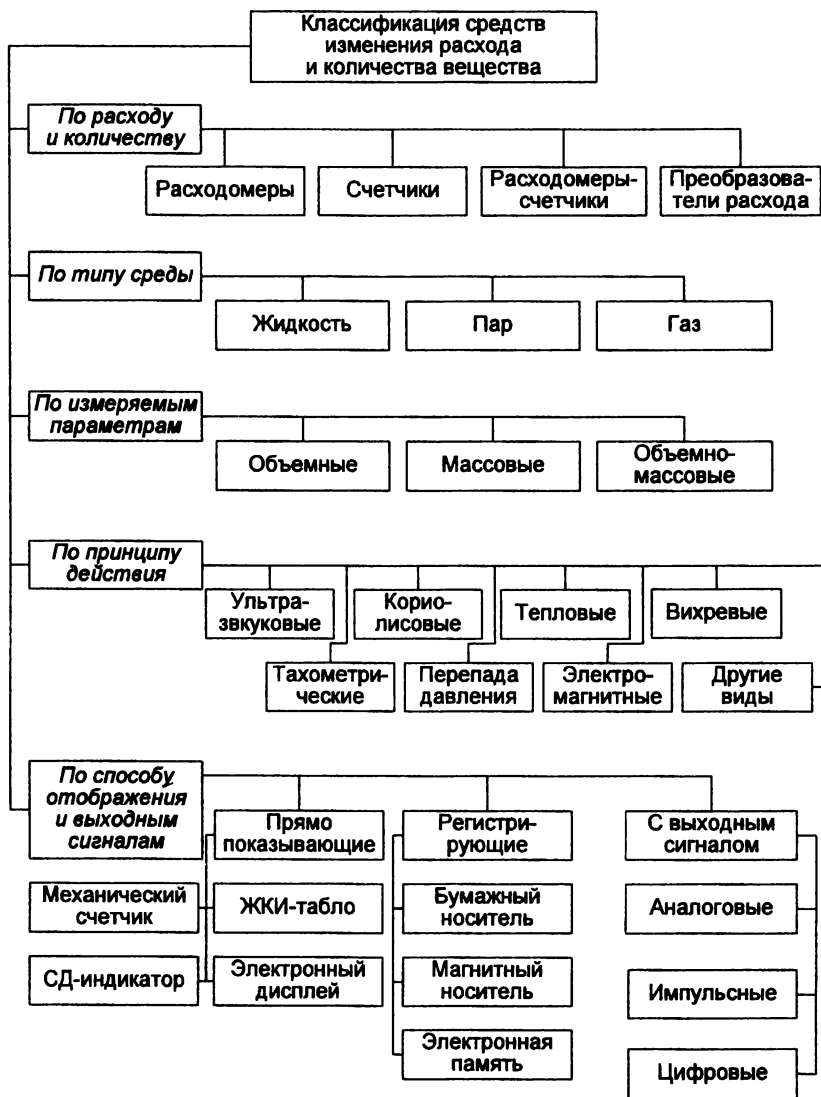 Классификация средств
изменения расхода
и количества вещества
По расходу
и количеству
Расходомеры
Счетчики
Расходомеры-
счетчики
Преобразова-
тели расхода
По типу среды
Жидкость
Пар
Газ
По измеряемым
параметрам
Объемные
Массовые
Объемно-
массовые
По принципу
действия
Ультра-
звкуковые
Корио-
лисовые
Тепловые
Вихревые
Тахометри-
ческие
Перепада
давления
Электро-
магнитные
Другие
виды
По способу
отображения
и выходным
сигналам
Прямо
показывающие
Регистри-
рующие
С выходным
сигналом
Механический
счетчик
ЖКИ-табло
Бумажный
носитель
Аналоговые
СД-индикатор
Электронный
дисплей
Магнитный
носитель
Импульсные
Электронная
память
Цифровые